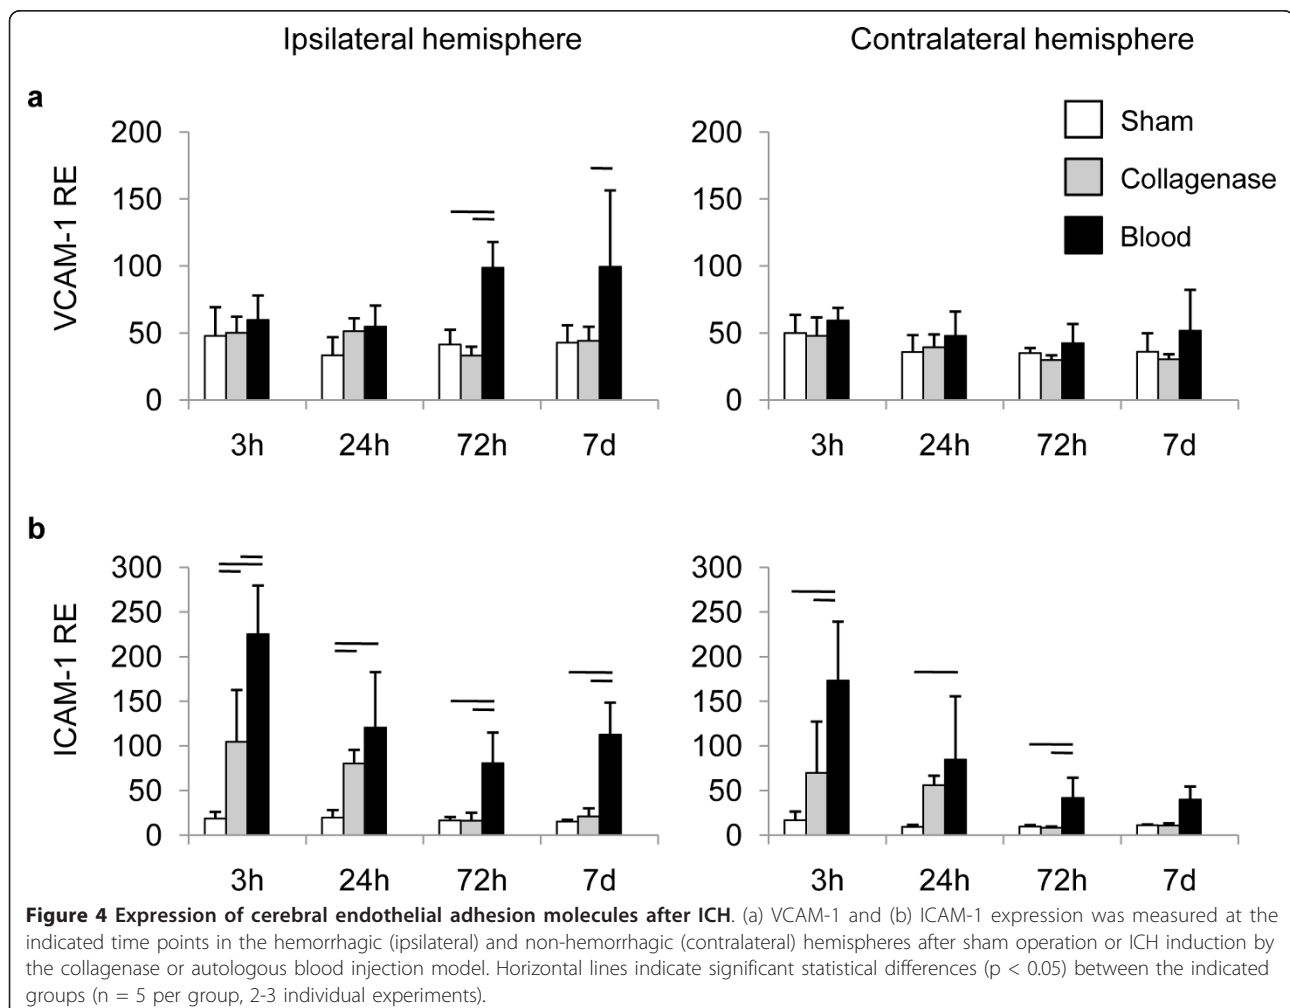 Ipsilateral hemisphere
Contralateral hemisphere
a
VCAM-1 RE
200
150
100
50
0
3h 24h 72h 7d
200
150
100
50
0
3h 24h 72h 7d
Sham
Collagenase
Blood
b
ICAM-1 RE
300
250
200
150
100
50
0
3h 24h 72h 7d
300
250
200
150
100
50
0
3h 24h 72h 7d
Figure 4 Expression of cerebral endothelial adhesion molecules after ICH. (a) VCAM-1 and (b) ICAM-1 expression was measured at the
indicated time points in the hemorrhagic (ipsilateral) and non-hemorrhagic (contralateral) hemispheres after sham operation or ICH induction by
the collagenase or autologous blood injection model. Horizontal lines indicate significant statistical differences (p < 0.05) between the indicated
groups (n = 5 per group, 2-3 individual experiments).